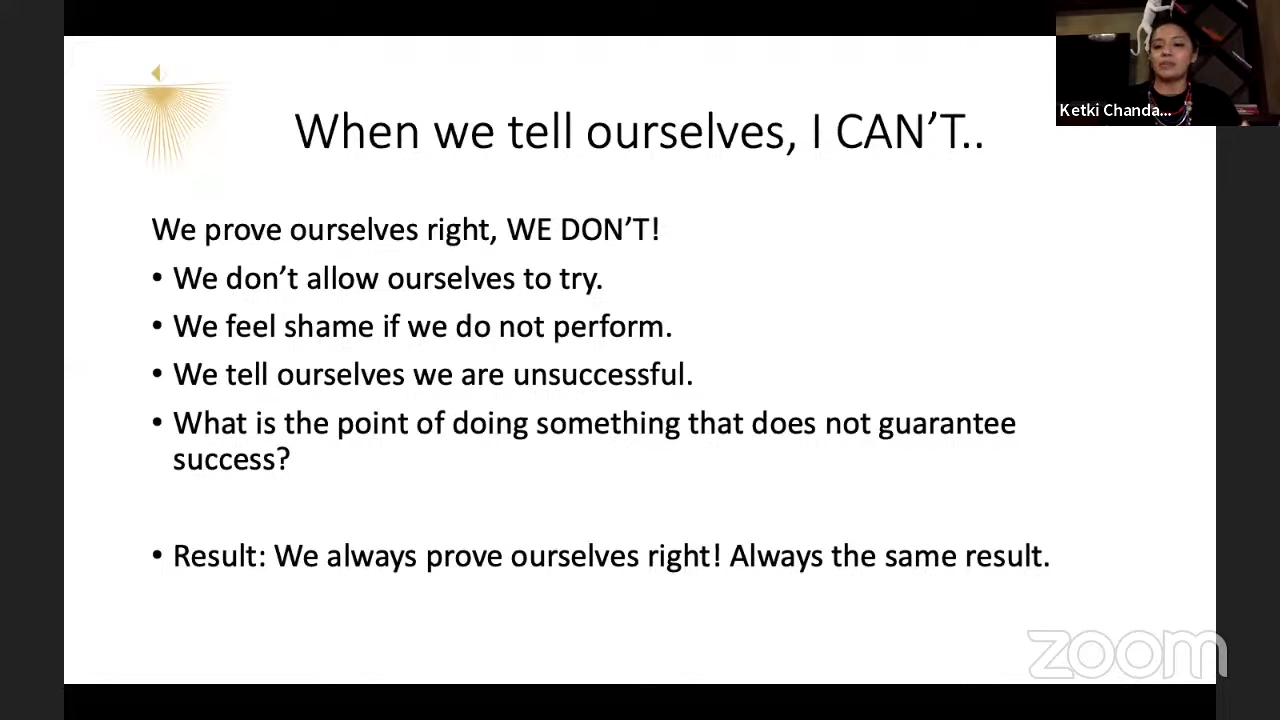 Ketki Chanda...
When we tell ourselves, I CAN’T..
We prove ourselves right, WE DON’T!
• We don’t allow ourselves to try.
• We feel shame if we do not perform.
• We tell ourselves we are unsuccessful.
• What is the point of doing something that does not guarantee
success?
• Result: We always prove ourselves right! Always the same result.
zoom